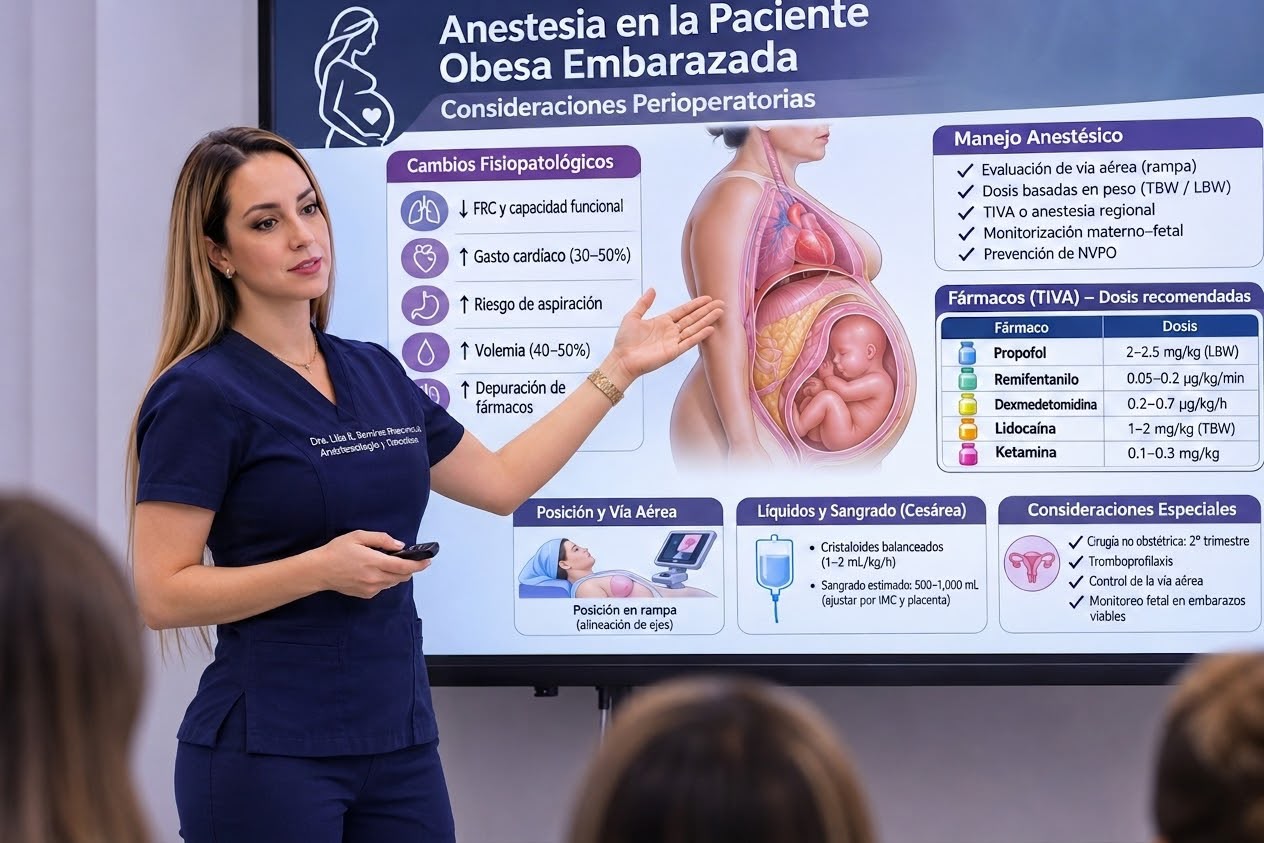 Anestesia en la Paciente
Obesa Embarazada
Consideraciones Perioperatorias
Cambios Fisiopatológicos
↓ FRC y capacidad funcional
↑ Gasto cardíaco (30–50%)
↑ Riesgo de aspiración
↑ Volemia (40–50%)
↑ Depuración de
fármacos
Manejo Anestésico
✓ Evaluación de vía aérea (rampa)
✓ Dosis basadas en peso (TBW / LBW)
✓ TIVA o anestesia regional
✓ Monitorización materno–fetal
✓ Prevención de NVPO
Fármacos (TIVA) – Dosis recomendadas
Fármaco Dosis
Propofol 2–2.5 mg/kg (LBW)
Remifentanilo 0.05–0.2 µg/kg/min
Dexmedetomidina 0.2–0.7 µg/kg/h
Lidocaína 1–2 mg/kg (TBW)
Ketamina 0.1–0.3 mg/kg
Dra.
Posición y Vía Aérea
Posición en rampa
(alineación de ejes)
Líquidos y Sangrado (Cesárea)
• Cristaloides balanceados
(1–2 mL/kg/h)
• Sangrado estimado: 500–1,000 mL
(ajustar por IMC y placenta)
Consideraciones Especiales
✓ Cirugía no obstétrica: 2º trimestre
✓ Tromboprofilaxis
✓ Control de la vía aérea
✓ Monitoreo fetal en embarazos
viables